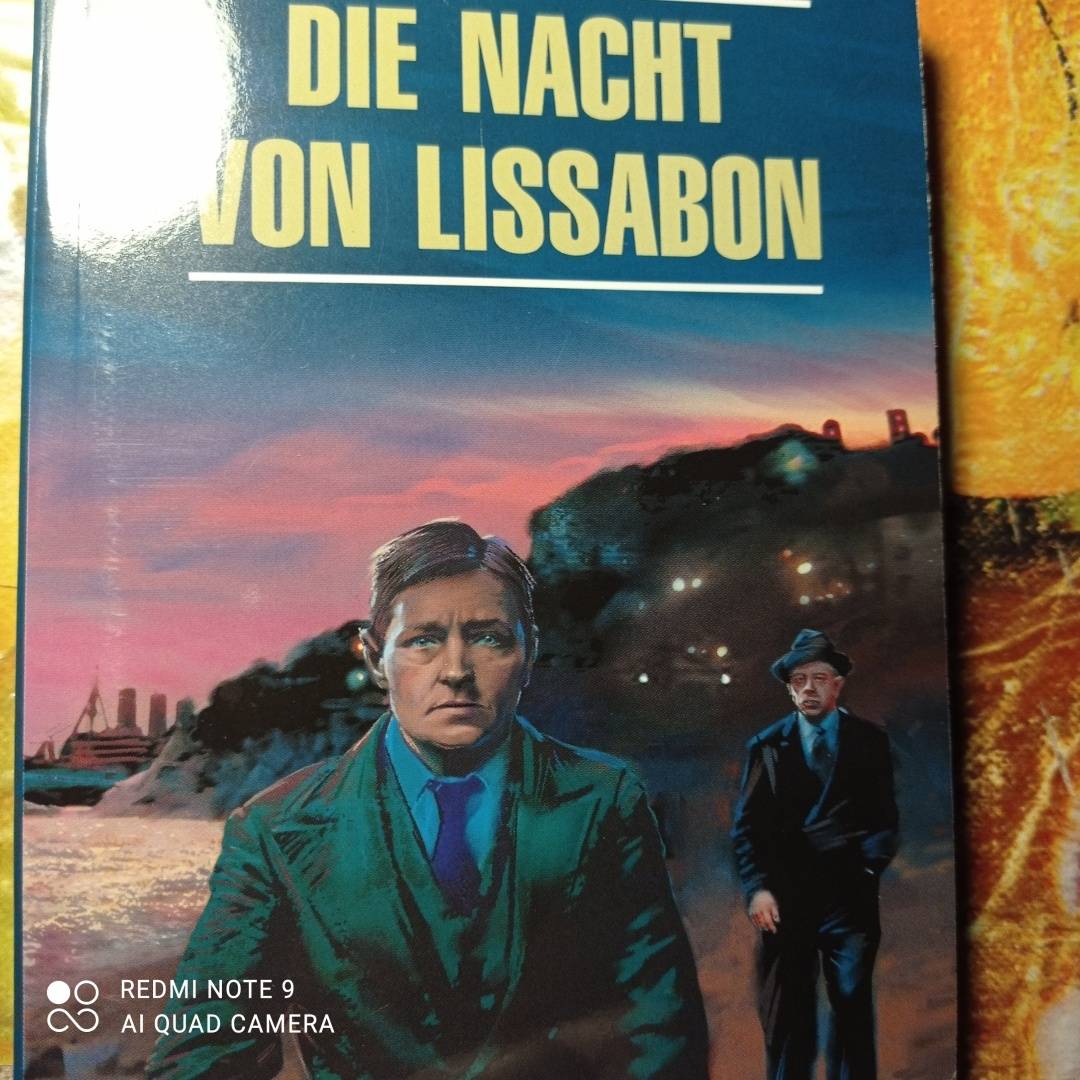 DIE NACHT
VON LISSABON
REDMI NOTE 9
AI QUAD CAMERA